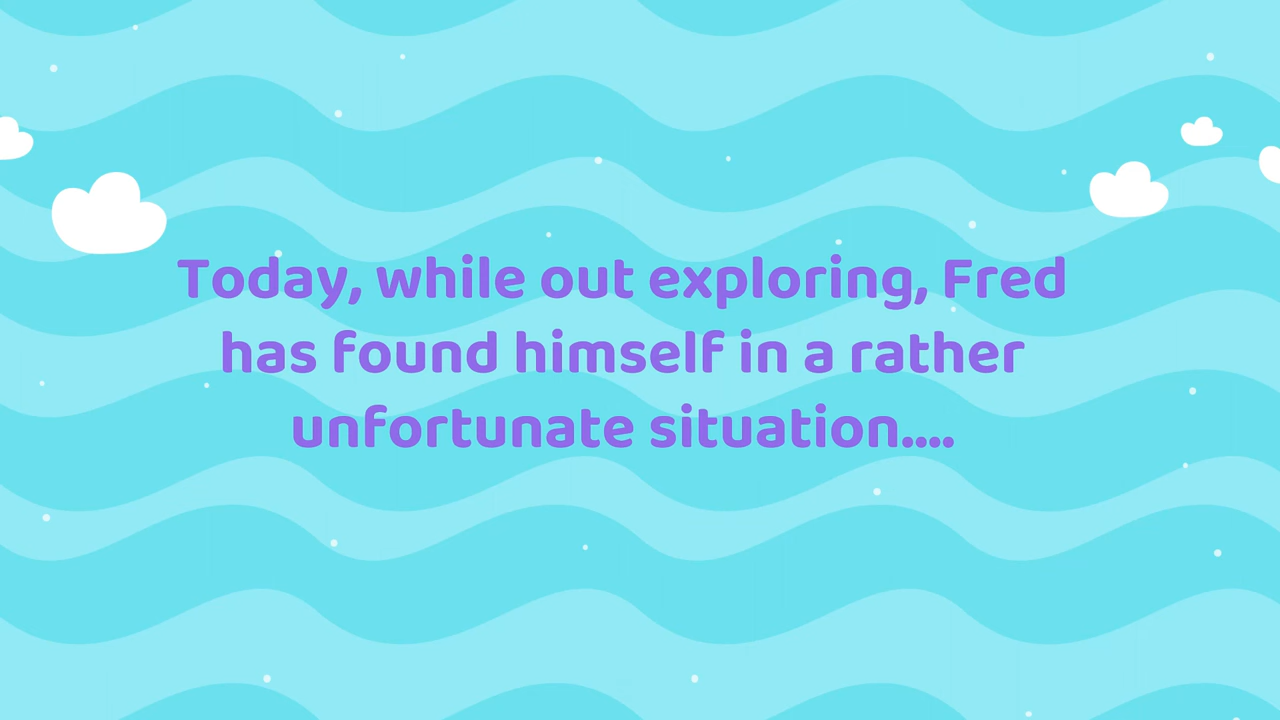 Today, while out exploring, Fred
has found himself in a rather
unfortunate situation....